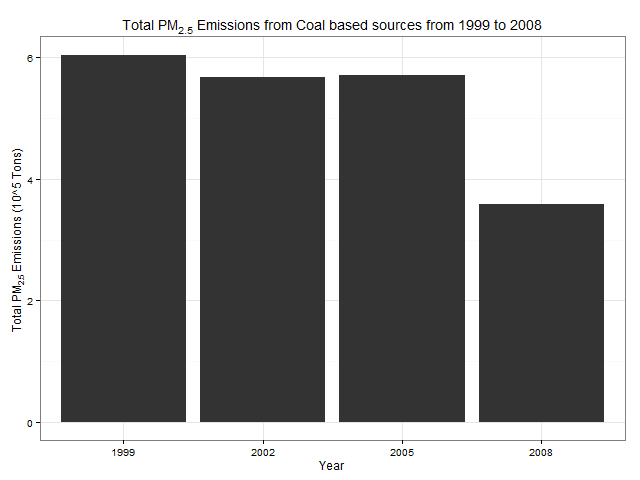 Total PM2.5 Emissions from Coal based sources from 1999 to 2008
6
4
2
0
Total PM2.5 Emissions (10^5 Tons)
1999 2002 2005 2008
Year